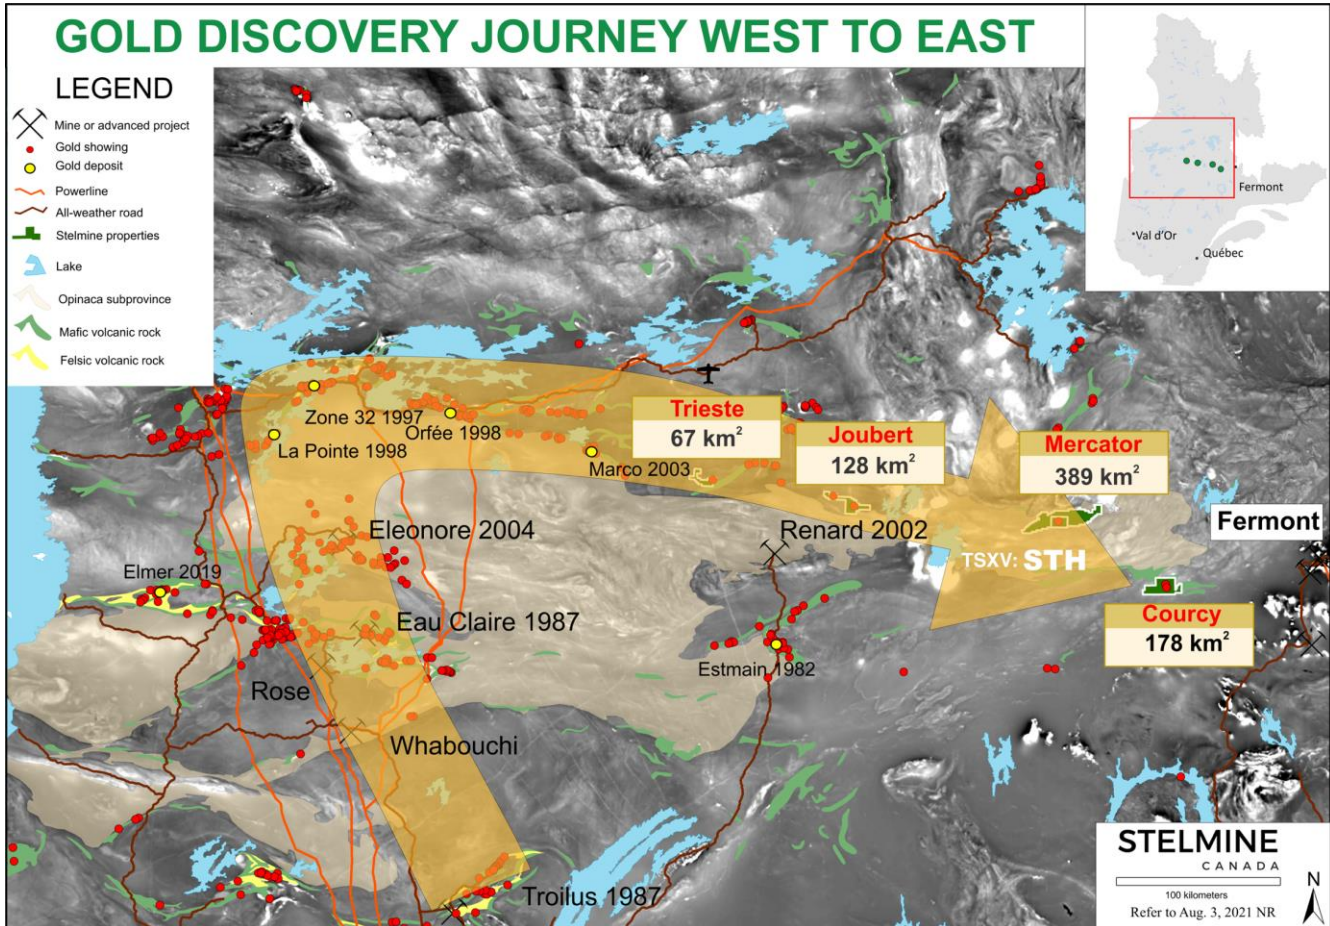 GOLD DISCOVERY JOURNEY WEST TO EAST
LEGEND
Mine or advanced project
Gold showing
Gold deposit
Powerline
All-weather road
Stelmine properties
Lake
Opinaca subprovince
Mafic volcanic rock
Felsic volcanic rock
Fermont
Val d'Or
Québec
Zone 32 1997
Orfée 1998
La Pointe 1998
Marco 2003
Trieste
67 km²
Joubert
128 km²
Mercator
389 km²
Eleonore 2004
Renard 2002
Fermont
TSXV: STH
Elmer 2019
Eau Claire 1987
Courcy
178 km²
Estmain 1982
Rose
Whabouchi
Troilus 1987
STELMINE
CANADA
100 kilometers
Refer to Aug. 3, 2021 NR
N